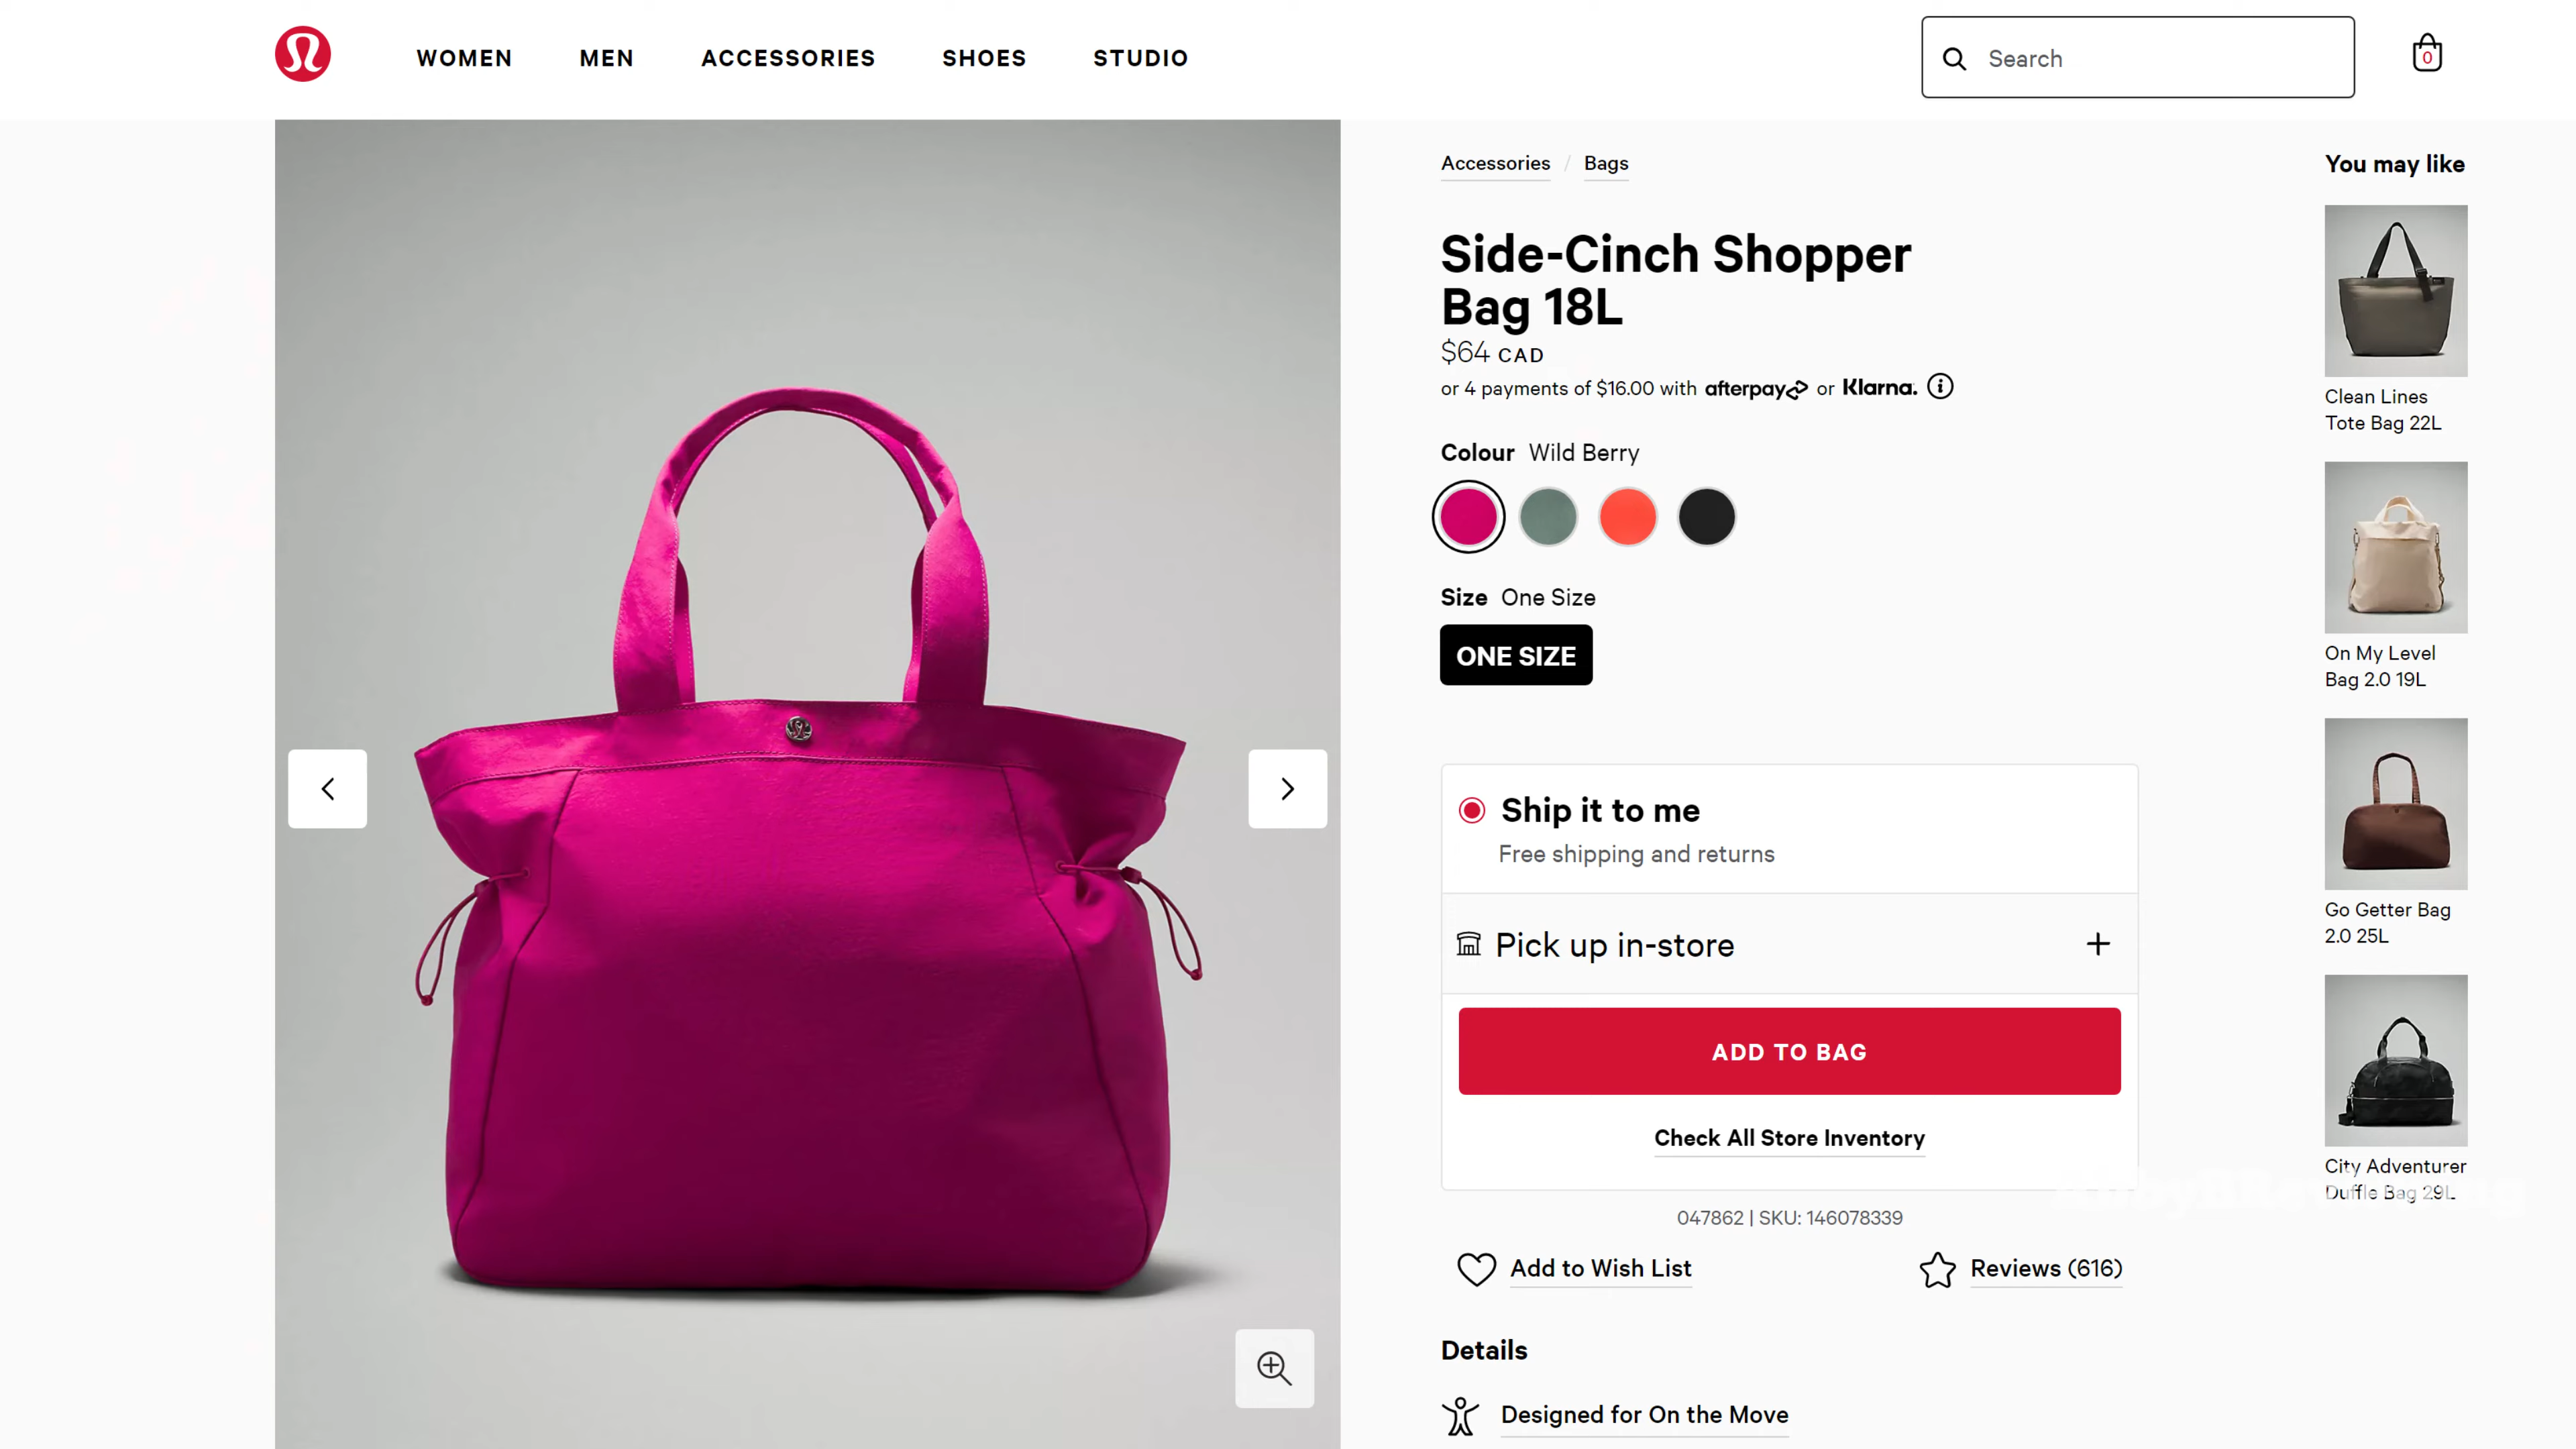 WOMEN MEN ACCESSORIES SHOES STUDIO
Search
0
Accessories / Bags
Side-Cinch Shopper
Bag 18L
$64 CAD
or 4 payments of $16.00 with afterpay or Klarna.
Colour Wild Berry
Size One Size
ONE SIZE
Ship it to me
Free shipping and returns
Pick up in-store
ADD TO BAG
Check All Store Inventory
047862 | SKU: 146078339
Add to Wish List
Reviews (616)
Details
Designed for On the Move
You may like
Clean Lines
Tote Bag 22L
On My Level
Bag 2.0 19L
Go Getter Bag
2.0 25L
City Adventurer
Duffle Bag 29L